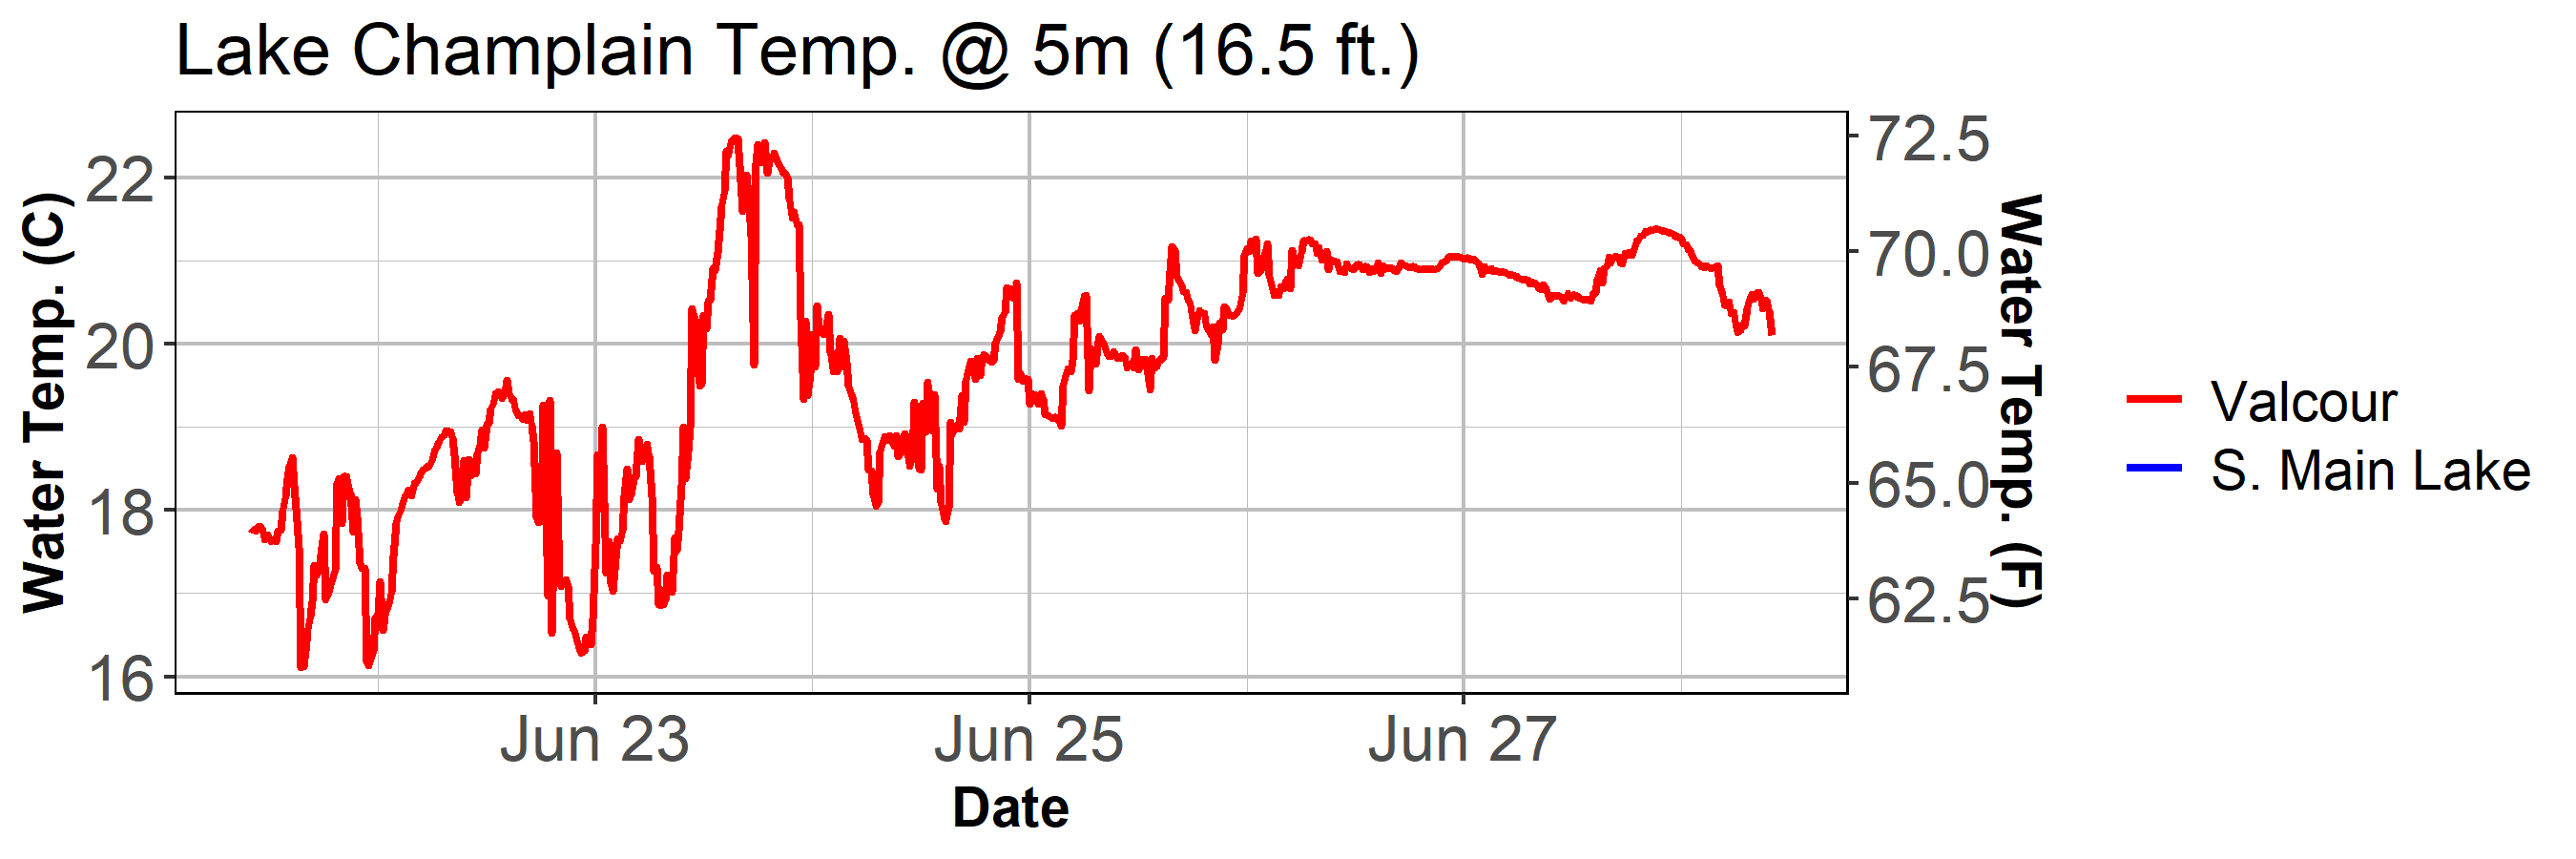 Lake Champlain Temp. @ 5m (16.5 ft.)
Water Temp. (C)
22
20
18
16
72.5
70.0
67.5
65.0
62.5
Water Temp. (F)
Jun 23
Jun 25
Jun 27
Date
Valcour
S. Main Lake